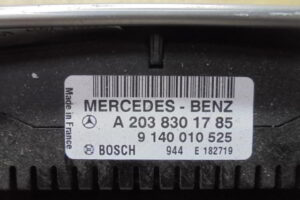 Made in France
MERCEDES - BENZ
A 203 830 17 85
9 140 010 525
BOSCH 944 E 182719